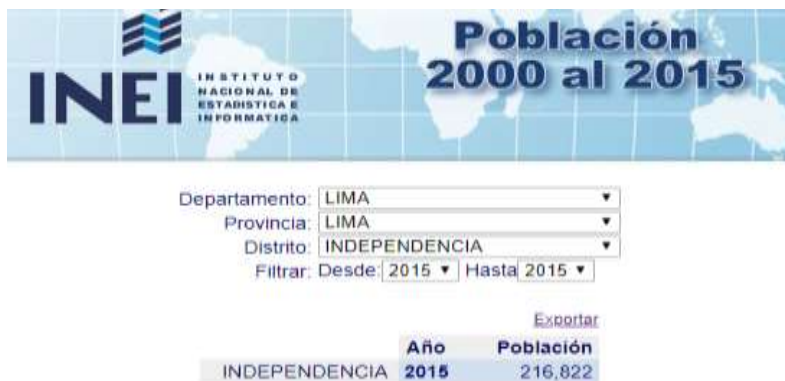 Población
2000 al 2015
INEI
INSTITUTO
NACIONAL DE
ESTADISTICA E
INFORMATICA
Departamento: LIMA
Provincia: LIMA
Distrito: INDEPENDENCIA
Filtrar: Desde: 2015 Hasta 2015
Exportar
Año Población
INDEPENDENCIA 2015 216,822